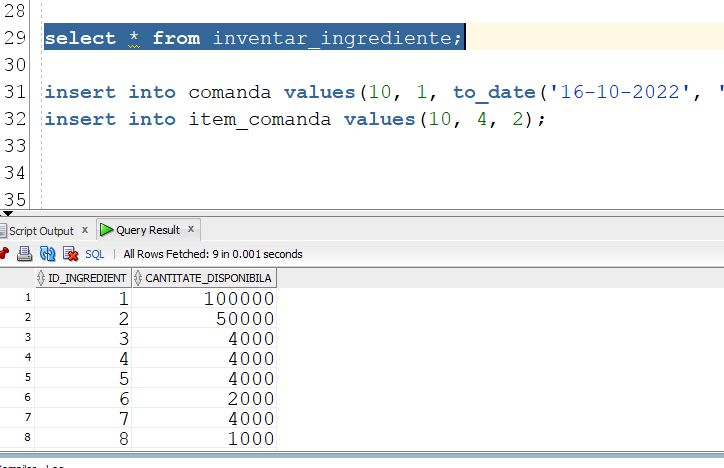 28
29 select * from inventar_ingrediente;
30
31 insert into comanda values(10, 1, to_date('16-10-2022', '
32 insert into item_comanda values(10, 4, 2);
33
34
35
Script Output x Query Result x
SQL | All Rows Fetched: 9 in 0.001 seconds
ID_INGREDIENT CANTITATE_DISPONIBILA
1 1 100000
2 2 50000
3 3 4000
4 4 4000
5 5 4000
6 6 2000
7 7 4000
8 8 1000